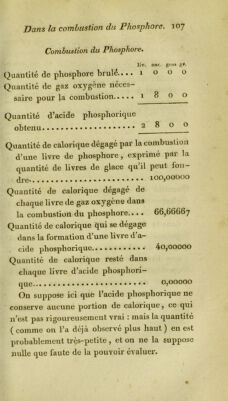 Dans la combustion du Phosphore. 107
Combustion du Phosphore.
liv. onc. gros gr.
Quantité de phosphore brulé.... 1 0 0 0
Quantité de gaz oxygène néces-
saire pour la combustion..... 1 8 0 0
Quantité d'acide phosphorique
obtenu..................... 2 8 0 0
Quantité de calorique dégagé par la combustion
d'une livre de phosphore, exprimé par la
quantité de livres de glace qu'il peut fon-
dre...................... 100,00000
Quantité de calorique dégagé de
chaque livre de gaz oxygène dans
la combustion du phosphore.... 66,66667
Quantité de calorique qui se dégage
dans la formation d'une livre d'a-
cide phosphorique............ 40,00000
Quantité de calorique resté dans
chaque livre d'acide phosphori-
que...................... 0,00000
On suppose ici que l'acide phosphorique ne
conserve aucune portion de calorique, ce qui
n'est pas rigoureusement vrai : mais la quantité
( comme on l'a déjà observé plus haut ) en est
probablement très-petite, et on ne la suppose
nulle que faute de la pouvoir évaluer.